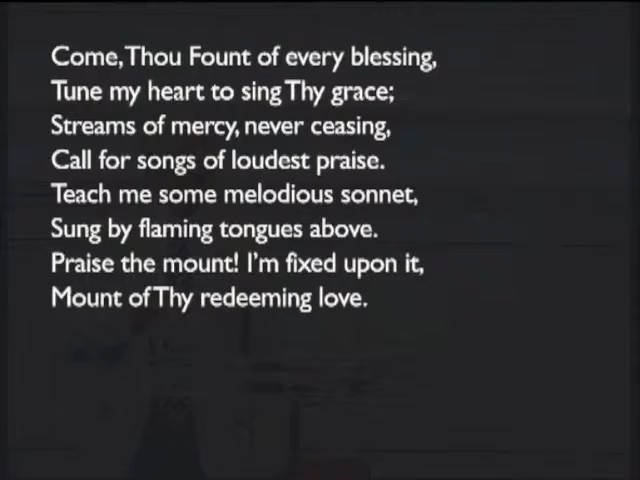 Come, Thou Fount of every blessing,
Tune my heart to sing Thy grace;
Streams of mercy, never ceasing,
Call for songs of loudest praise.
Teach me some melodious sonnet,
Sung by flaming tongues above.
Praise the mount! I'm fixed upon it,
Mount of Thy redeeming love.